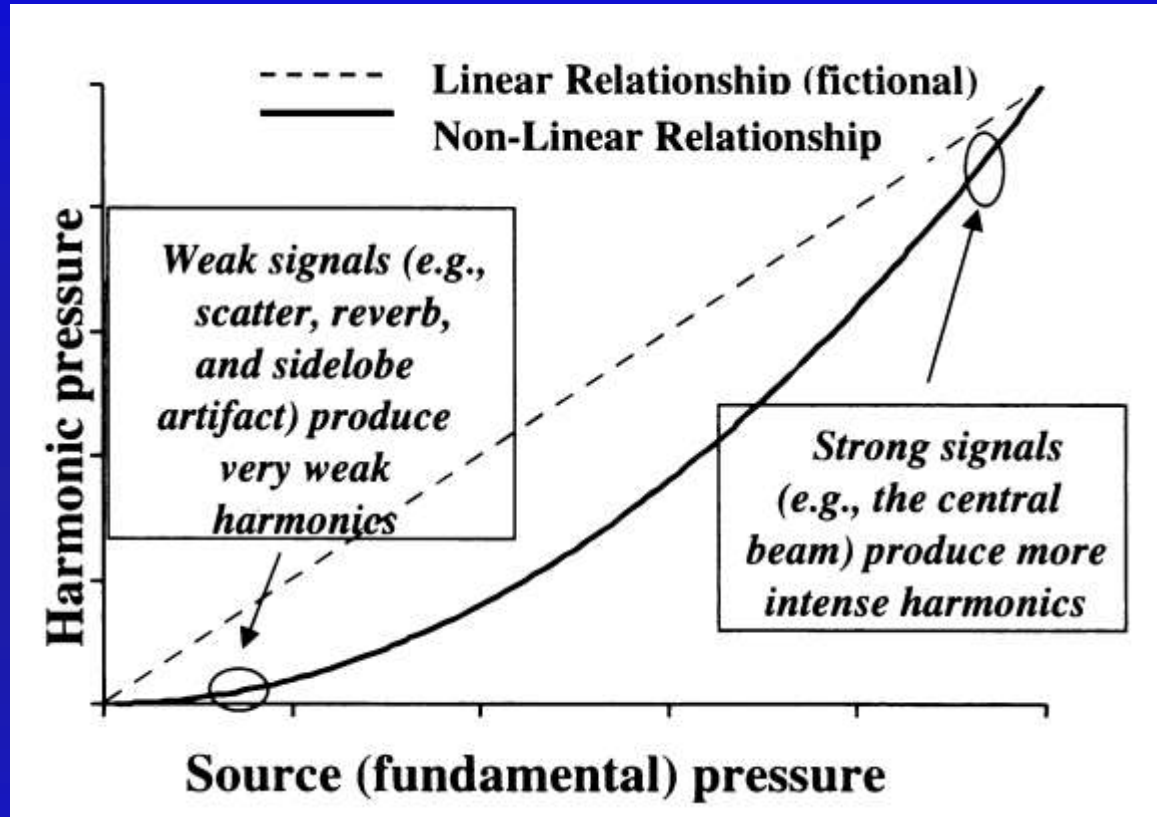 Linear Relationship (fictional)
Non-Linear Relationship
Harmonic pressure
Weak signals (e.g.,
scatter, reverb,
and sidelobe
artifact) produce
very weak
harmonics
Strong signals
(e.g., the central
beam) produce more
intense harmonics
Source (fundamental) pressure